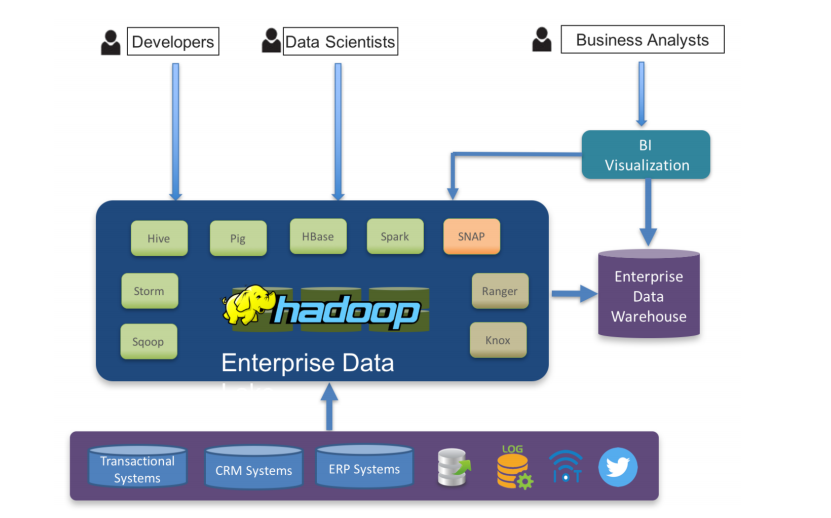 Developers
Data Scientists
Business Analysts
BI
Visualization
Hive
Pig
HBase
Spark
SNAP
Storm
Ranger
Enterprise
Data
Warehouse
hadoop
Sqoop
Knox
Enterprise Data
LOG
Transactional
Systems
CRM Systems
ERP Systems
IOT